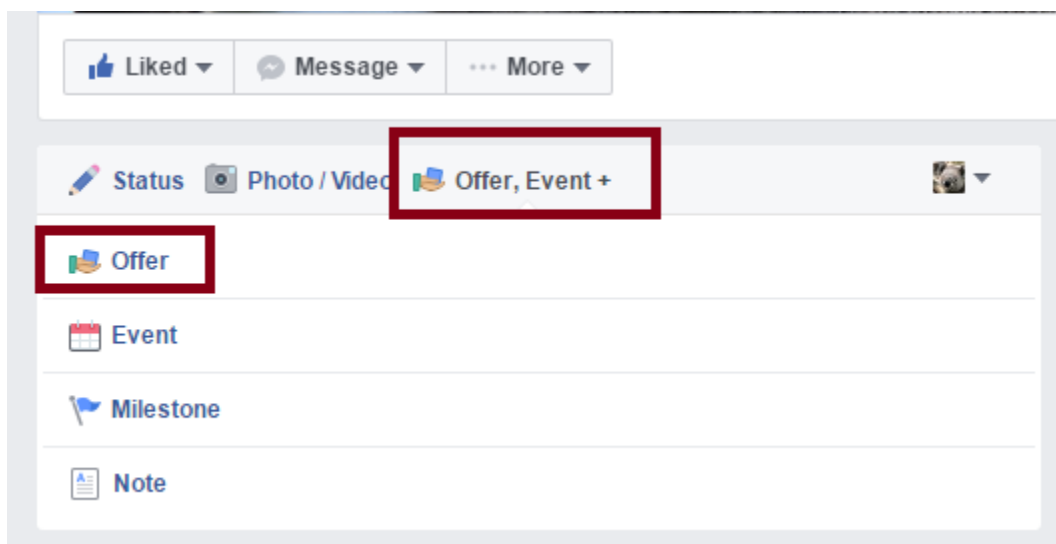 Liked Message More
Status Photo / Video Offer, Event +
Offer
Event
Milestone
Note